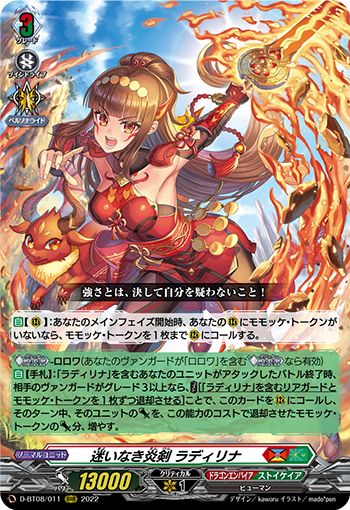 3
グレード
ツインドライブ
ペルソナライド
強さとは、決して自分を疑わないこと！
自【】：あなたのメインフェイズ開始時、あなたのにモモッケ・トークンが
いないなら、モモッケ・トークンを１枚までにコールする。
-ロロワ(あなたのヴァンガードが「ロロワ」を含むなら有効)
自【手札】：「ラディリナ」を含むあなたのユニットがアタックしたバトル終了時、
相手のヴァンガードがグレード３以上なら、[「ラディリナ」を含むリアガードと
モモッケ・トークンを１枚ずつ退却させる]ことで、このカードをにコールし、
そのターン中、そのユニットのを、この能力のコストで退却させたモモッケ・トークン
の分、増やす。
ノーマルユニット
迷いなき炎剣 ラディリナ
パワー
13000
クリティカル
1
ドラゴンエンパイア
ストイケイア
ヒューマン
D-BT08/011 RRR 2022
デザイン／kaworu イラスト／mado*pen